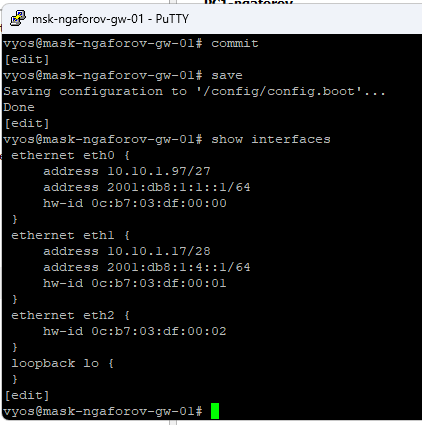 PC1-ngaforov
msk-ngaforov-gw-01 - PuTTY
vyos@mask-ngaforov-gw-01# commit
[edit]
vyos@mask-ngaforov-gw-01# save
Saving configuration to '/config/config.boot'...
Done
[edit]
vyos@mask-ngaforov-gw-01# show interfaces
 ethernet eth0 {
     address 10.10.1.97/27
     address 2001:db8:1:1::1/64
     hw-id 0c:b7:03:df:00:00
 }
 ethernet eth1 {
     address 10.10.1.17/28
     address 2001:db8:1:4::1/64
     hw-id 0c:b7:03:df:00:01
 }
 ethernet eth2 {
     hw-id 0c:b7:03:df:00:02
 }
 loopback lo {
 }
[edit]
vyos@mask-ngaforov-gw-01#